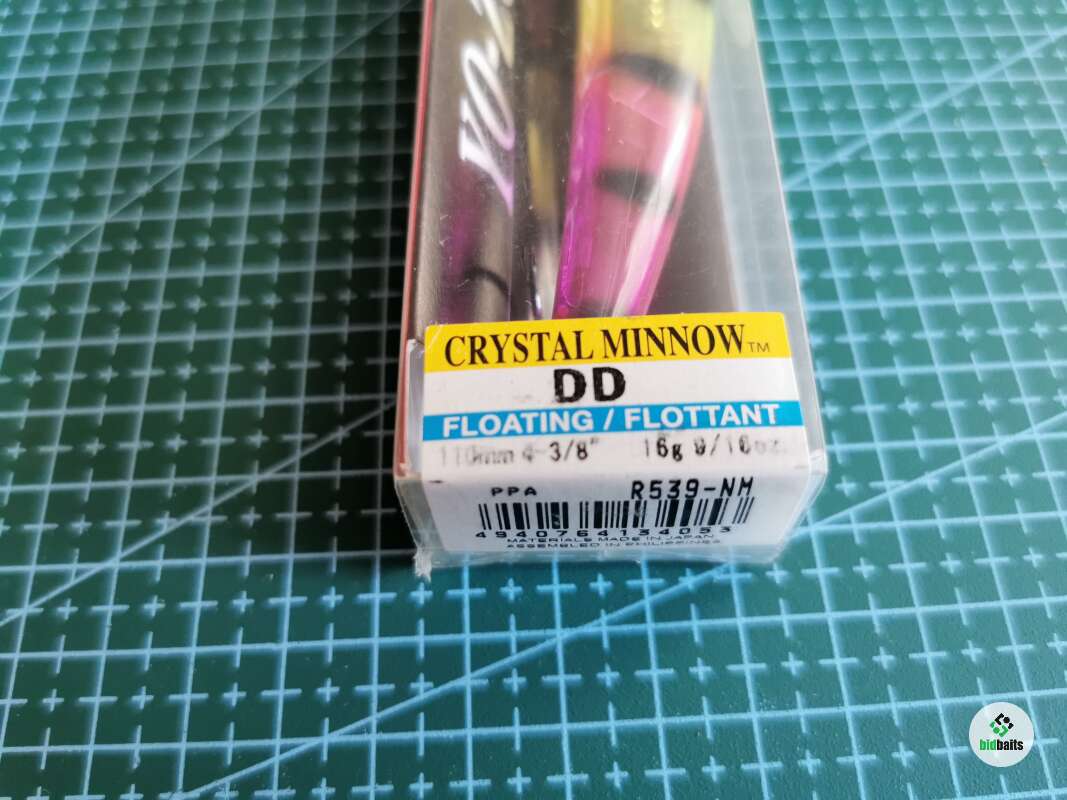 CRYSTAL MINNOW™
DD
FLOATING / FLOTTANT
110mm 4-3/8" 16g 9/16oz
PPA R539-NM
4940764134053
MATERIALS MADE IN JAPAN
ASSEMBLED IN PHILIPPINES
bidbaits